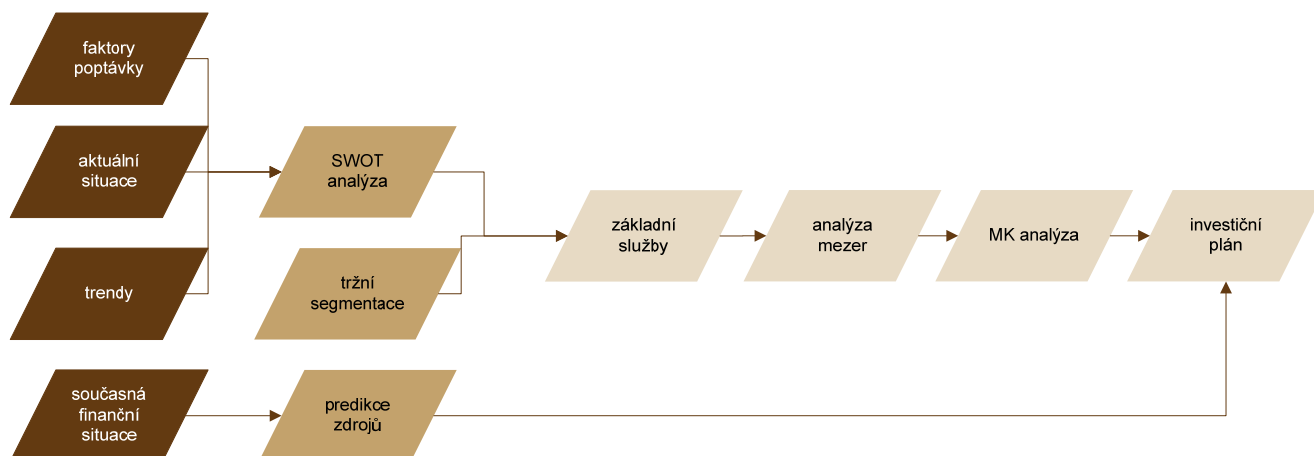 faktory
poptávky
aktuální
situace
SWOT
analýza
trendy
tržní
segmentace
základní
služby
analýza
mezer
MK analýza
investiční
plán
současná
finanční
situace
predikce
zdrojů